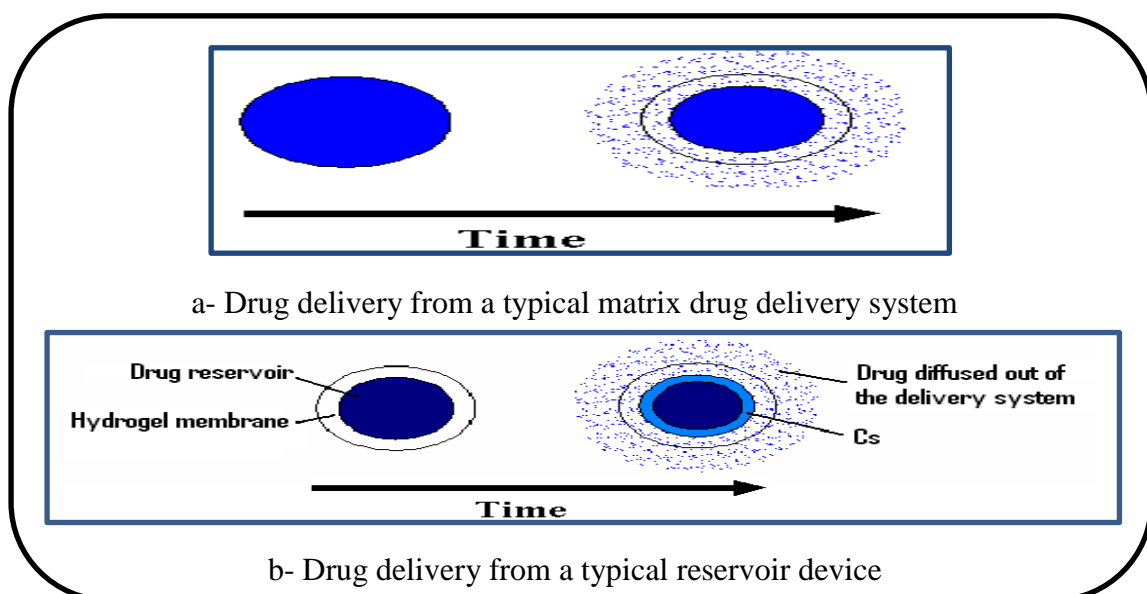 Time
a- Drug delivery from a typical matrix drug delivery system
Drug reservoir
Hydrogel membrane
Drug diffused out of
the delivery system
Cs
Time
b- Drug delivery from a typical reservoir device